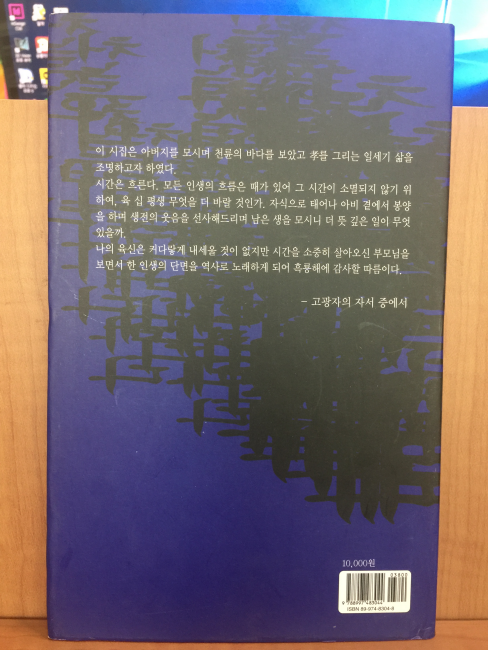 이 시집은 아버지를 모시며 천륜의 바다를 보았고 孝를 그리는 일세기 삶을
조명하고자 하였다.
시간은 흐른다. 모든 인생의 흐름은 때가 있어 그 시간이 소멸되지 않기 위
하여, 육 십 평생 무엇을 더 바랄 것인가. 자식으로 태어나 아비 곁에서 봉양
을 하며 생전의 웃음을 선사해드리며 남은 생을 모시니 더 뜻 깊은 일이 무엇
있을까.
나의 육신은 커다랗게 내세울 것이 없지만 시간을 소중히 살아오신 부모님을
보면서 한 인생의 단면을 역사로 노래하게 되어 흑룡해에 감사할 따름이다.
– 고광자의 자서 중에서
10,000원
03800